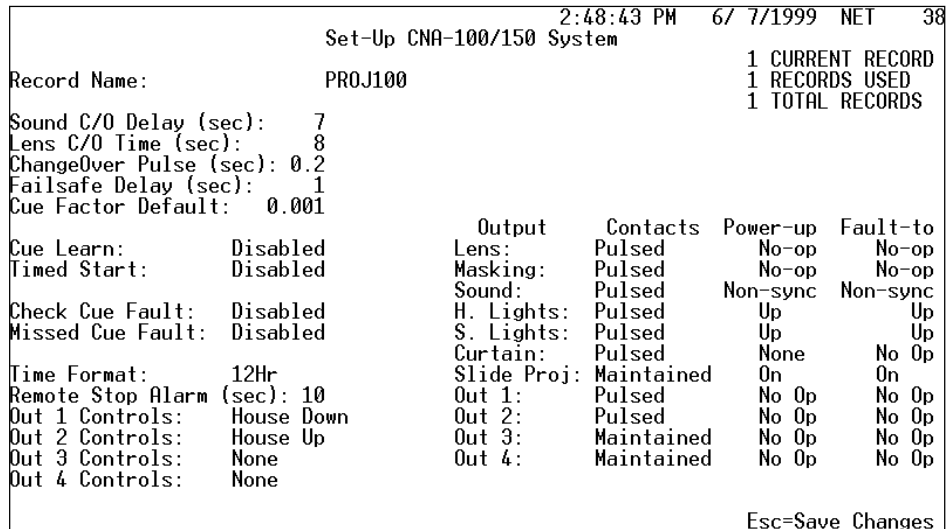 2:48:43 PM 6/ 7/1999 NET 38
Set-Up CNA-100/150 System
1 CURRENT RECORD
Record Name: PROJ100 1 RECORDS USED
1 TOTAL RECORDS
Sound C/O Delay (sec): 7
Lens C/O Time (sec): 8
ChangeOver Pulse (sec): 0.2
Failsafe Delay (sec): 1
Cue Factor Default: 0.001
Output Contacts Power-up Fault-to
Cue Learn: Disabled Lens: Pulsed No-op No-op
Timed Start: Disabled Masking: Pulsed No-op No-op
Sound: Pulsed Non-sync Non-sync
Check Cue Fault: Disabled H. Lights: Pulsed Up Up
Missed Cue Fault: Disabled S. Lights: Pulsed Up Up
Curtain: Pulsed None No Op
Time Format: 12Hr Slide Proj: Maintained On On
Remote Stop Alarm (sec): 10 Out 1: Pulsed No Op No Op
Out 1 Controls: House Down Out 2: Pulsed No Op No Op
Out 2 Controls: House Up Out 3: Maintained No Op No Op
Out 3 Controls: None Out 4: Maintained No Op No Op
Out 4 Controls: None
Esc=Save Changes